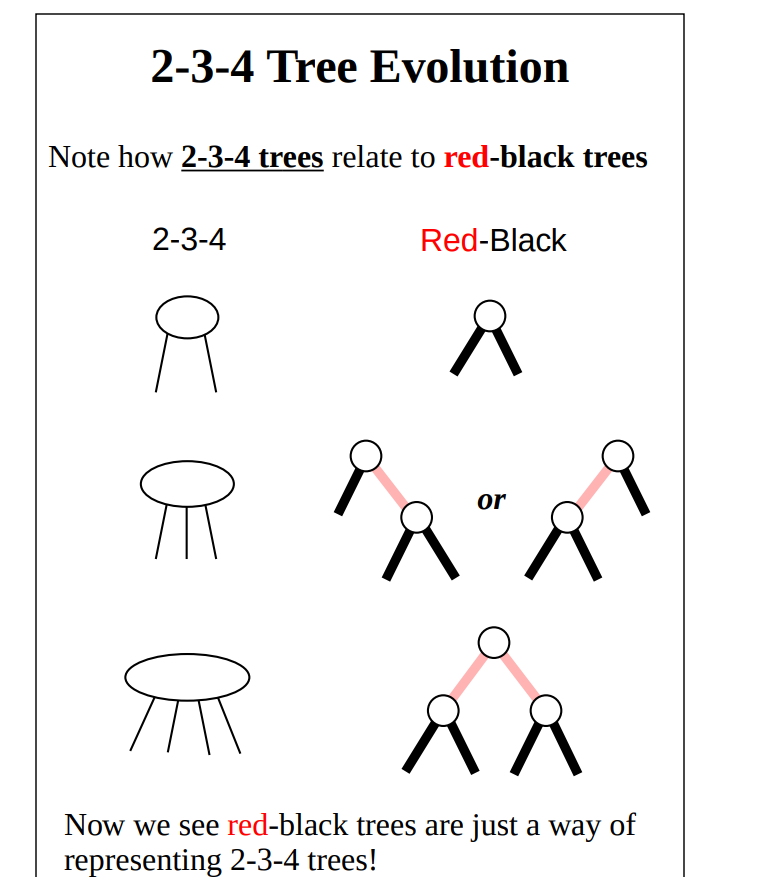 2-3-4 Tree Evolution
Note how 2-3-4 trees relate to red-black trees
2-3-4
Red-Black
or
Now we see red-black trees are just a way of
representing 2-3-4 trees!